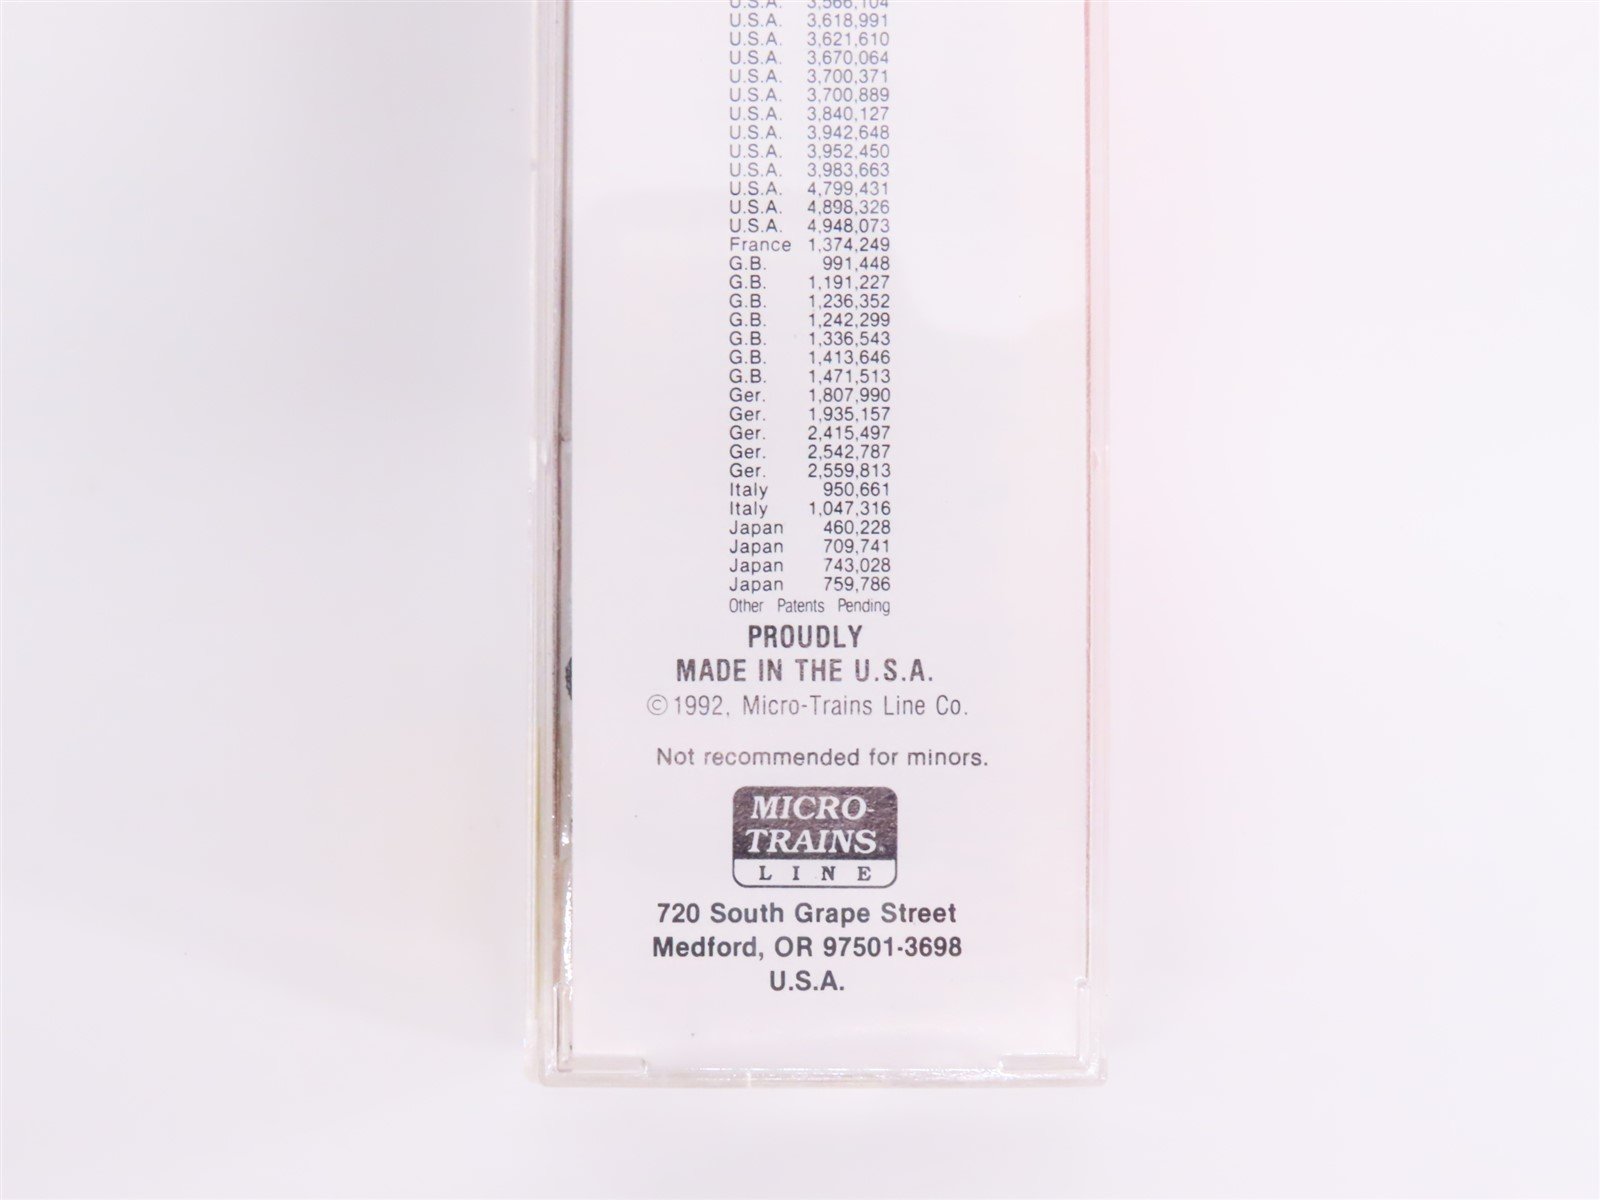 U.S.A. 3,566,104
U.S.A. 3,618,991
U.S.A. 3,621,610
U.S.A. 3,670,064
U.S.A. 3,700,371
U.S.A. 3,700,889
U.S.A. 3,840,127
U.S.A. 3,942,648
U.S.A. 3,952,450
U.S.A. 3,983,663
U.S.A. 4,799,431
U.S.A. 4,898,326
U.S.A. 4,948,073
France 1,374,249
G.B. 991,448
G.B. 1,191,227
G.B. 1,236,352
G.B. 1,242,299
G.B. 1,336,543
G.B. 1,413,646
G.B. 1,471,513
Ger. 1,807,990
Ger. 1,935,157
Ger. 2,415,497
Ger. 2,542,787
Ger. 2,559,813
Italy 950,661
Italy 1,047,316
Japan 460,228
Japan 709,741
Japan 743,028
Japan 759,786
Other Patents Pending
PROUDLY
MADE IN THE U.S.A.
©1992, Micro-Trains Line Co.
Not recommended for minors.
MICRO-
TRAINS®
LINE
720 South Grape Street
Medford, OR 97501-3698
U.S.A.